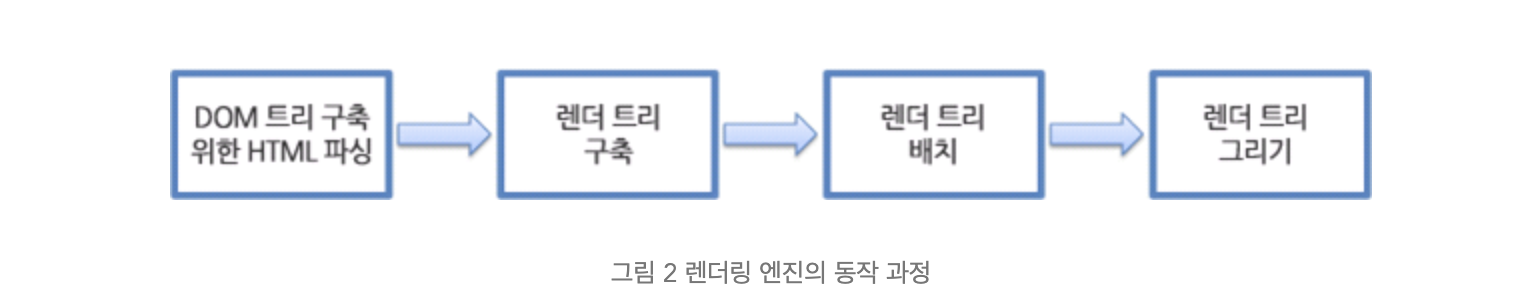 DOM 트리 구축
위한 HTML 파싱
렌더 트리
구축
렌더 트리
배치
렌더 트리
그리기
그림 2 렌더링 엔진의 동작 과정